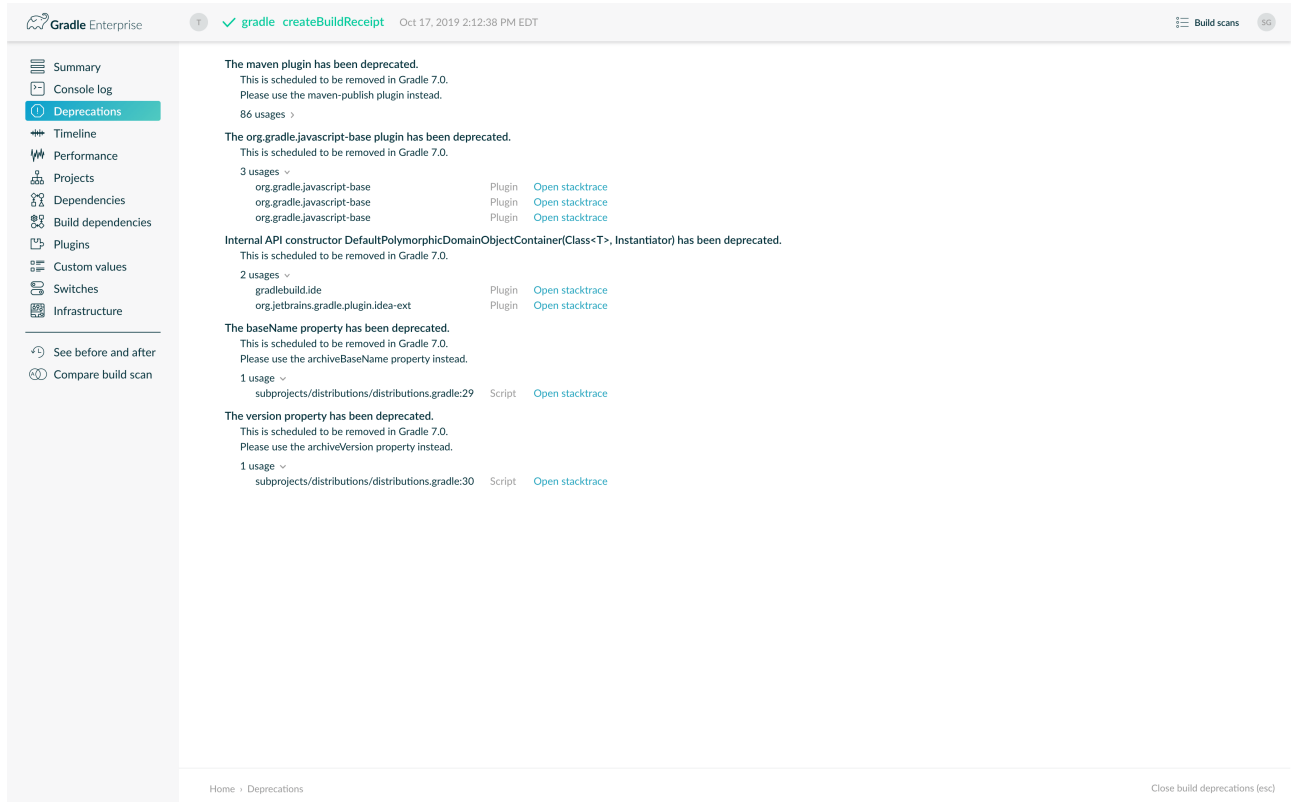 Gradle Enterprise
T gradle createBuildReceipt Oct 17, 2019 2:12:38 PM EDT
Build scans SG
Summary
Console log
Deprecations
Timeline
Performance
Projects
Dependencies
Build dependencies
Plugins
Custom values
Switches
Infrastructure
See before and after
Compare build scan
The maven plugin has been deprecated.
This is scheduled to be removed in Gradle 7.0.
Please use the maven-publish plugin instead.
86 usages
The org.gradle.javascript-base plugin has been deprecated.
This is scheduled to be removed in Gradle 7.0.
3 usages
org.gradle.javascript-base Plugin Open stacktrace
org.gradle.javascript-base Plugin Open stacktrace
org.gradle.javascript-base Plugin Open stacktrace
Internal API constructor DefaultPolymorphicDomainObjectContainer(Class<T>, Instantiator) has been deprecated.
This is scheduled to be removed in Gradle 7.0.
2 usages
gradlebuild.ide Plugin Open stacktrace
org.jetbrains.gradle.plugin.idea-ext Plugin Open stacktrace
The baseName property has been deprecated.
This is scheduled to be removed in Gradle 7.0.
Please use the archiveBaseName property instead.
1 usage
subprojects/distributions/distributions.gradle:29 Script Open stacktrace
The version property has been deprecated.
This is scheduled to be removed in Gradle 7.0.
Please use the archiveVersion property instead.
1 usage
subprojects/distributions/distributions.gradle:30 Script Open stacktrace
Home › Deprecations
Close build deprecations (esc)